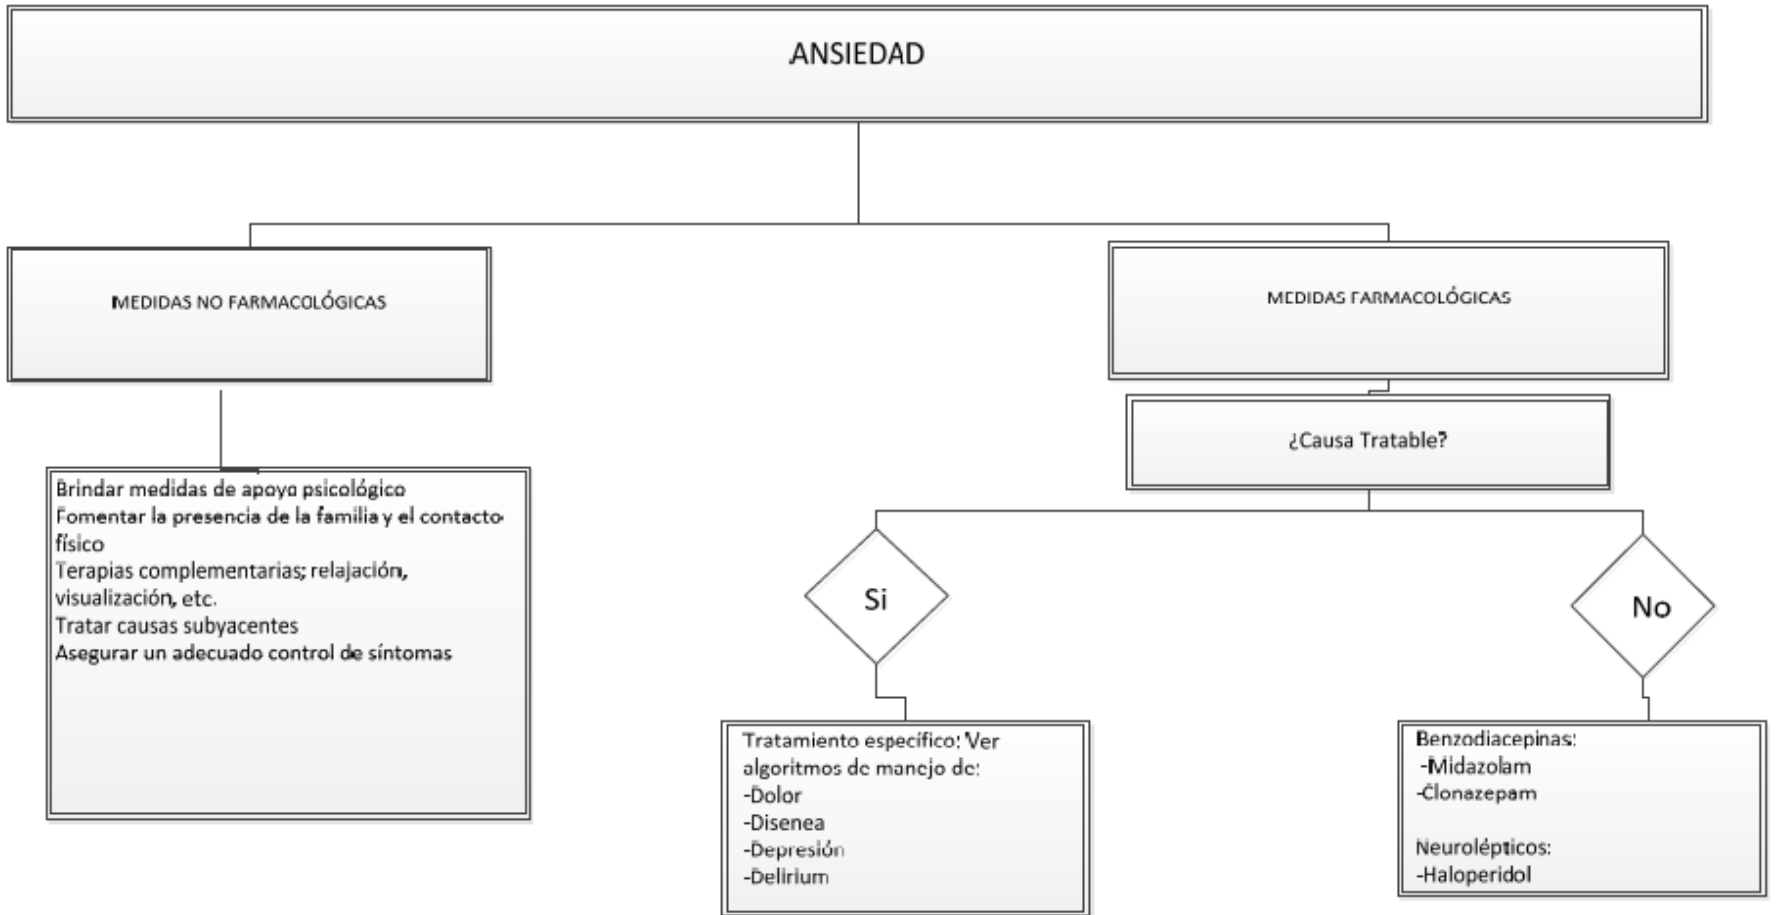 ANSIEDAD
MEDIDAS NO FARMACOLÓGICAS
MEDIDAS FARMACOLÓGICAS
¿Causa Tratable?
Brindar medidas de apoyo psicológico
Fomentar la presencia de la familia y el contacto
físico
Terapias complementarias; relajación,
visualización, etc.
Tratar causas subyacentes
Asegurar un adecuado control de síntomas
Si
No
Tratamiento específico: Ver
algoritmos de manejo de:
-Dolor
-Disenea
-Depresión
-Delirium
Benzodiacepinas:
-Midazolam
-Clonazepam
Neurolépticos:
-Haloperidol